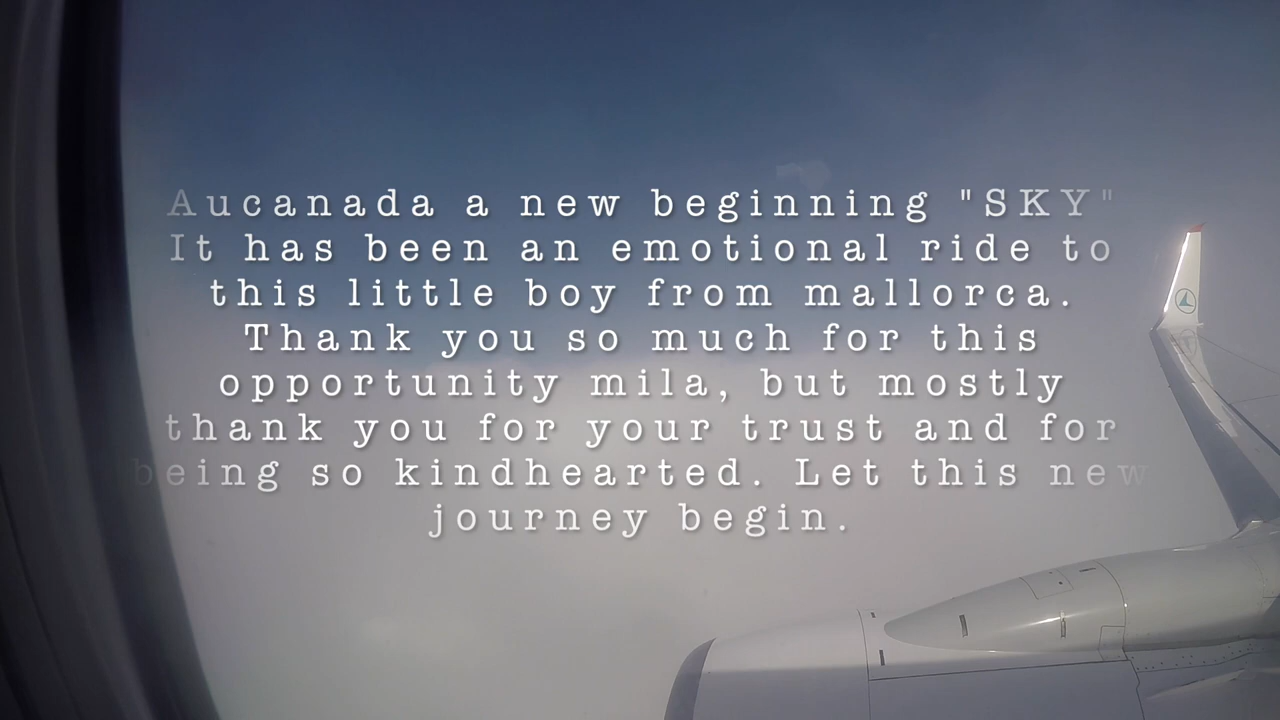 Aucanada a new beginning "SKY"
It has been an emotional ride to
this little boy from mallorca.
Thank you so much for this
opportunity mila, but mostly
thank you for your trust and for
being so kindhearted. Let this new
journey begin.